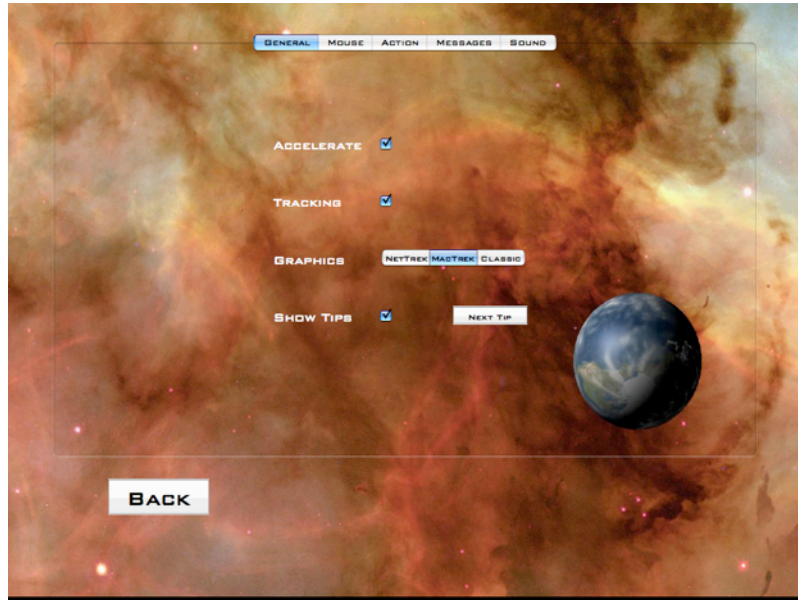 General Mouse Action Messages Sound
Accelerate
Tracking
Graphics NetTrek MacTrek Classic
Show Tips Next Tip
Back